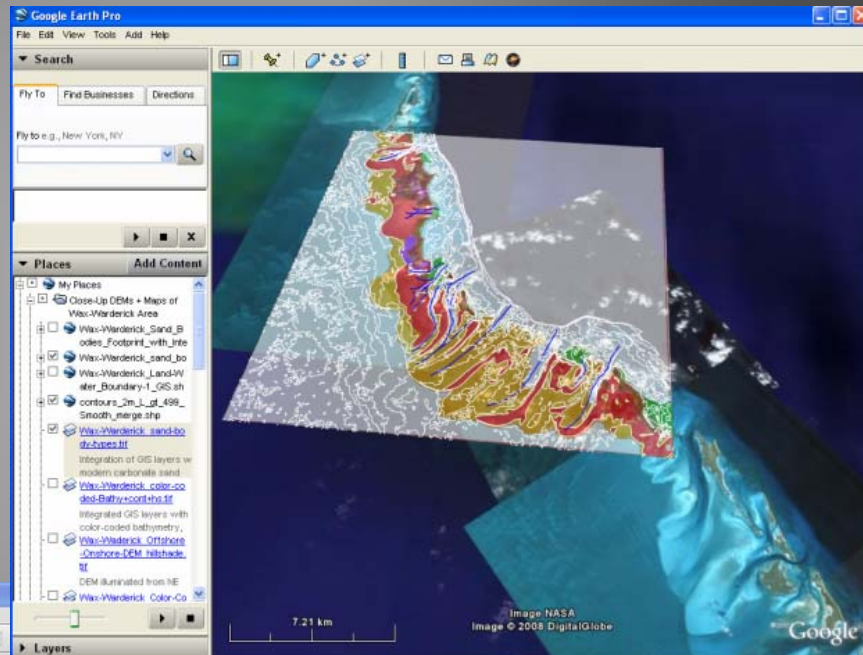 Google Earth Pro
File Edit View Tools Add Help
Search
Fly To Find Businesses Directions
Fly to e.g., New York, NY
Places Add Content
My Places
Close-Up DEMs + Maps of
Wax-Warderick Area
Wax-Warderick_Sand_B
odies_Footprint_with_Inte
Wax-Warderick_sand_bo
Wax-Warderick_Land-W
ater_Boundary-1_GIS.sh
contours_2m_L_gt_499_
Smooth_merge.shp
Wax-Warderick_sand-bo
dy-types.tif
Integration of GIS layers w
modern carbonate sand
Wax-Warderick_color-co
ded-Bathy+cont+hs.tif
Integrated GIS layers with
color-coded bathymetry,
Wax-Waderick_Offshore
-Onshore-DEM_hillshade.
tif
DEM illuminated from NE
Wax-Warderick_Color-Co
Layers
7.21 km
Image NASA
Image © 2008 DigitalGlobe
Google